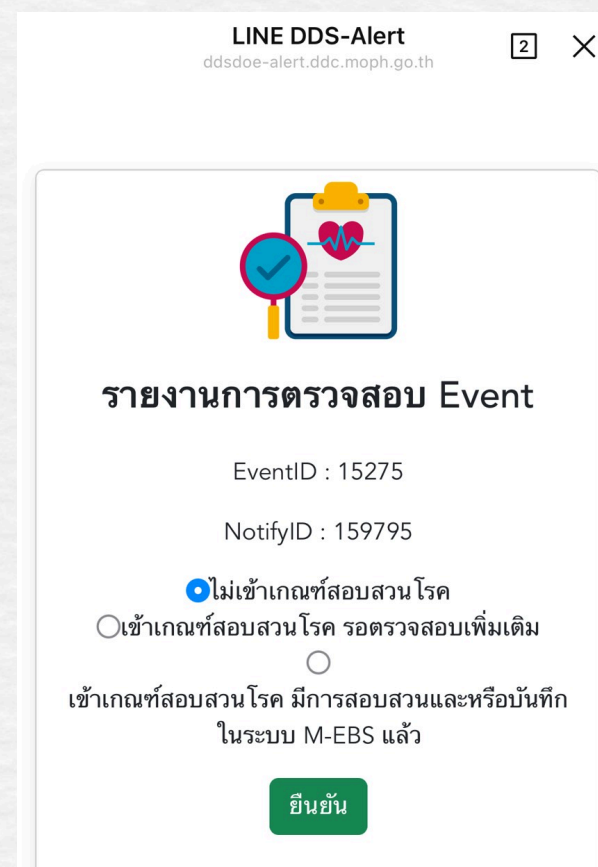 LINE DDS-Alert
2
ddsdoe-alert.ddc.moph.go.th
รายงานการตรวจสอบ Event
EventID : 15275
NotifyID : 159795
ไม่เข้าเกณฑ์สอบสวนโรค
เข้าเกณฑ์สอบสวนโรค รอตรวจสอบเพิ่มเติม
เข้าเกณฑ์สอบสวนโรค มีการสอบสวนและหรือบันทึก
ในระบบ M-EBS แล้ว
ยืนยัน